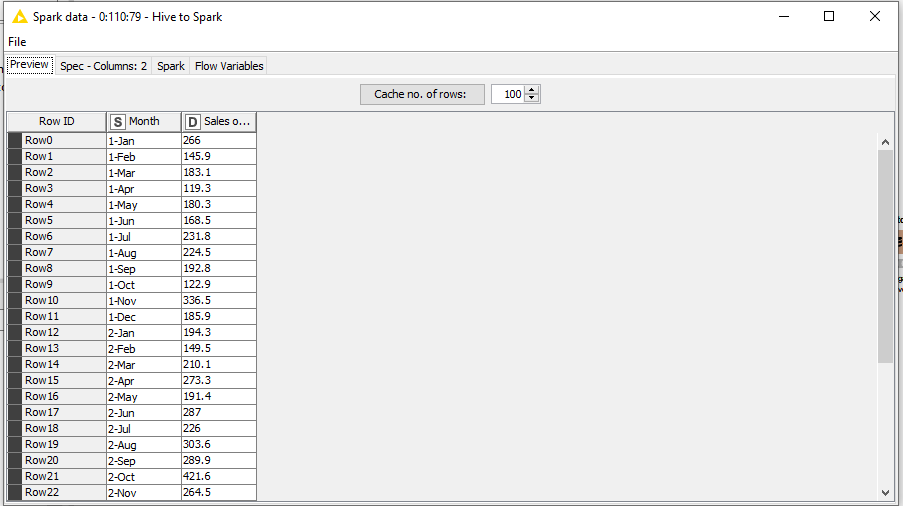 Spark data - 0:110:79 - Hive to Spark
File
Preview Spec - Columns: 2 Spark Flow Variables
Cache no. of rows: 100
Row ID S Month D Sales o...
Row0 1-Jan 266
Row1 1-Feb 145.9
Row2 1-Mar 183.1
Row3 1-Apr 119.3
Row4 1-May 180.3
Row5 1-Jun 168.5
Row6 1-Jul 231.8
Row7 1-Aug 224.5
Row8 1-Sep 192.8
Row9 1-Oct 122.9
Row10 1-Nov 336.5
Row11 1-Dec 185.9
Row12 2-Jan 194.3
Row13 2-Feb 149.5
Row14 2-Mar 210.1
Row15 2-Apr 273.3
Row16 2-May 191.4
Row17 2-Jun 287
Row18 2-Jul 226
Row19 2-Aug 303.6
Row20 2-Sep 289.9
Row21 2-Oct 421.6
Row22 2-Nov 264.5